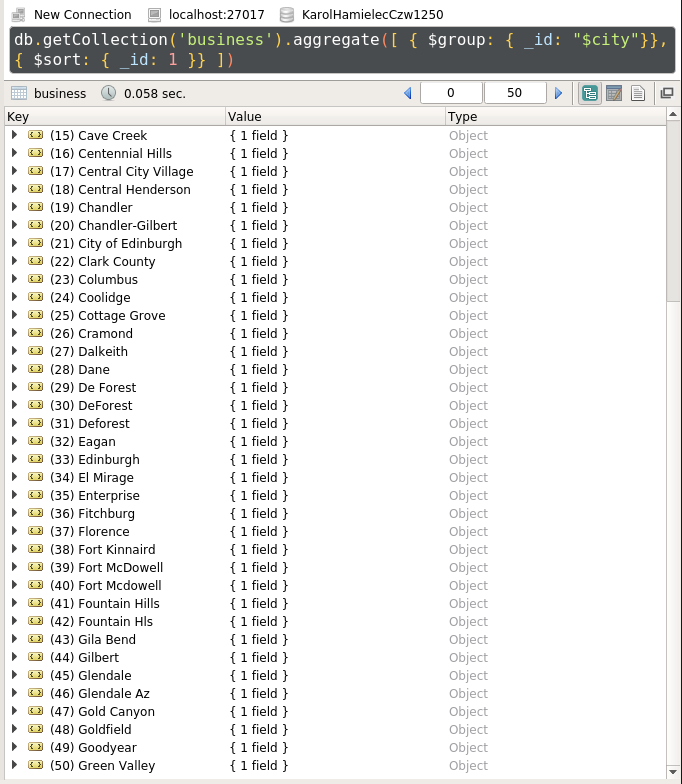 New Connection localhost:27017 KarolHamielecCzw1250
db.getCollection('business').aggregate([ { $group: { _id: "$city"}},
{ $sort: { _id: 1 }} ])
business 0.058 sec. 0 50
Key Value Type
(15) Cave Creek { 1 field } Object
(16) Centennial Hills { 1 field } Object
(17) Central City Village { 1 field } Object
(18) Central Henderson { 1 field } Object
(19) Chandler { 1 field } Object
(20) Chandler-Gilbert { 1 field } Object
(21) City of Edinburgh { 1 field } Object
(22) Clark County { 1 field } Object
(23) Columbus { 1 field } Object
(24) Coolidge { 1 field } Object
(25) Cottage Grove { 1 field } Object
(26) Cramond { 1 field } Object
(27) Dalkeith { 1 field } Object
(28) Dane { 1 field } Object
(29) De Forest { 1 field } Object
(30) DeForest { 1 field } Object
(31) Deforest { 1 field } Object
(32) Eagan { 1 field } Object
(33) Edinburgh { 1 field } Object
(34) El Mirage { 1 field } Object
(35) Enterprise { 1 field } Object
(36) Fitchburg { 1 field } Object
(37) Florence { 1 field } Object
(38) Fort Kinnaird { 1 field } Object
(39) Fort McDowell { 1 field } Object
(40) Fort Mcdowell { 1 field } Object
(41) Fountain Hills { 1 field } Object
(42) Fountain Hls { 1 field } Object
(43) Gila Bend { 1 field } Object
(44) Gilbert { 1 field } Object
(45) Glendale { 1 field } Object
(46) Glendale Az { 1 field } Object
(47) Gold Canyon { 1 field } Object
(48) Goldfield { 1 field } Object
(49) Goodyear { 1 field } Object
(50) Green Valley { 1 field } Object